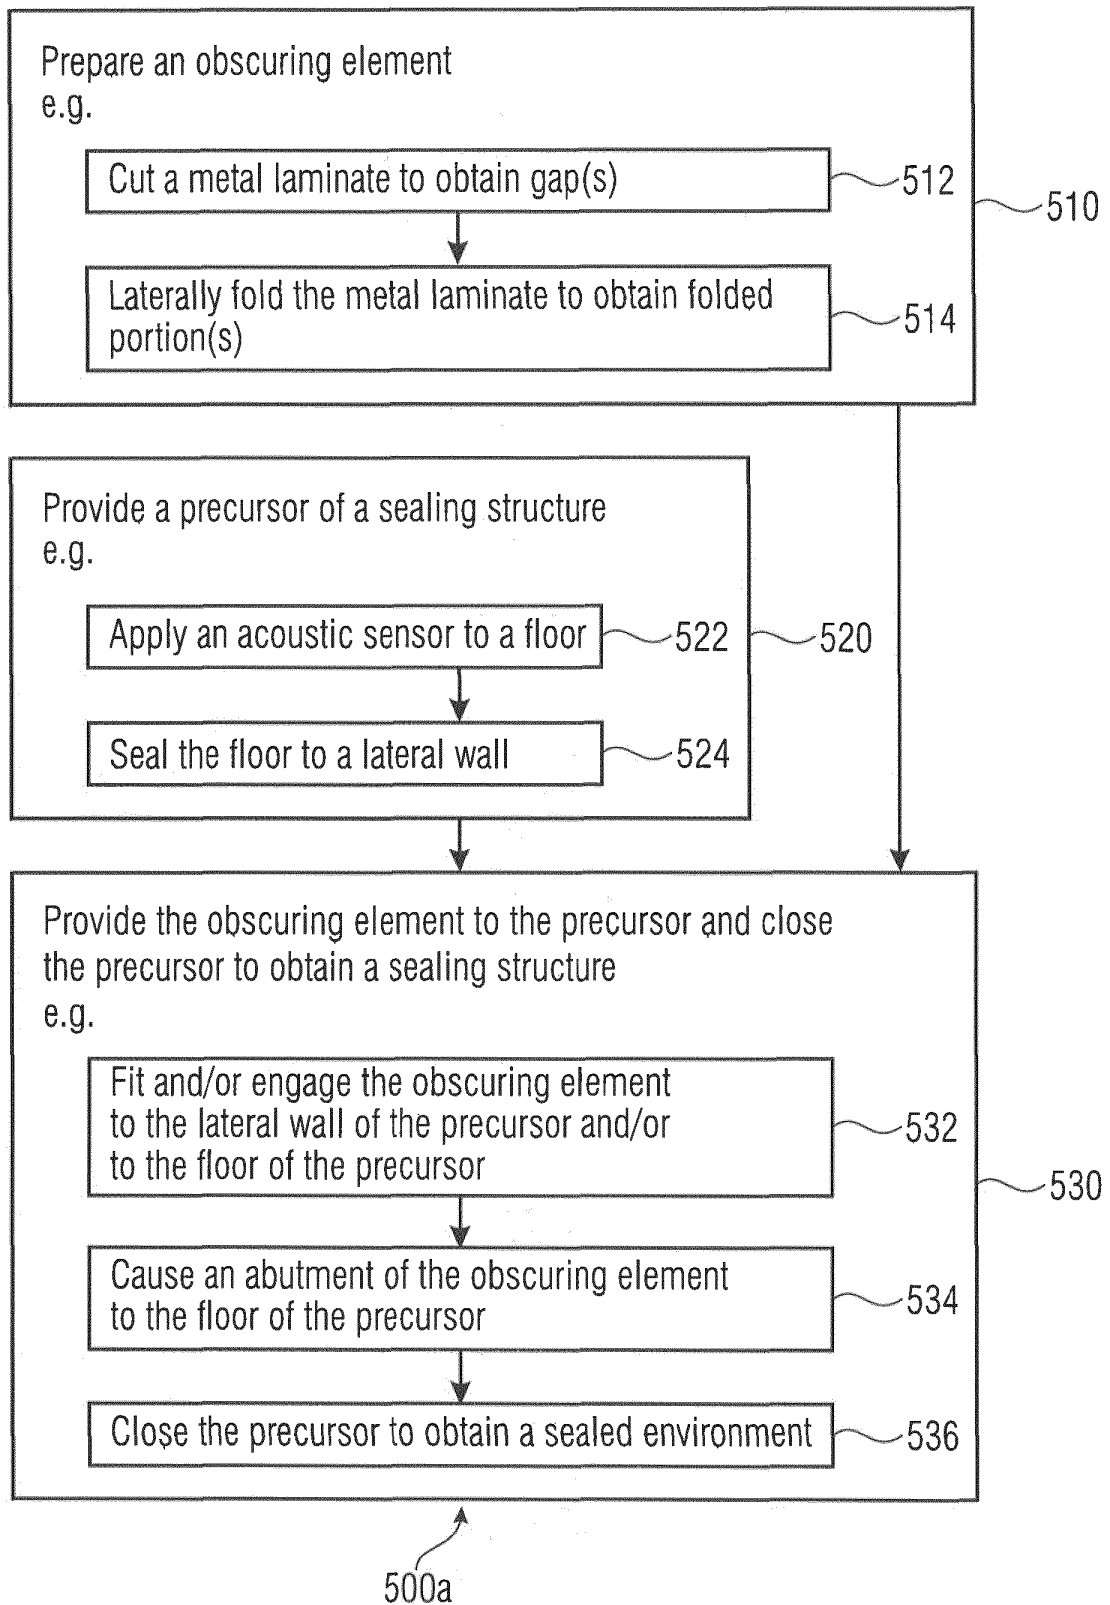 Prepare an obscuring element
e.g.
Cut a metal laminate to obtain gap(s)
512
510
Laterally fold the metal laminate to obtain folded
portion(s)
514
Provide a precursor of a sealing structure
e.g.
Apply an acoustic sensor to a floor
522
520
Seal the floor to a lateral wall
524
Provide the obscuring element to the precursor and close
the precursor to obtain a sealing structure
e.g.
Fit and/or engage the obscuring element
to the lateral wall of the precursor and/or
to the floor of the precursor
532
530
Cause an abutment of the obscuring element
to the floor of the precursor
534
Close the precursor to obtain a sealed environment
536
500a